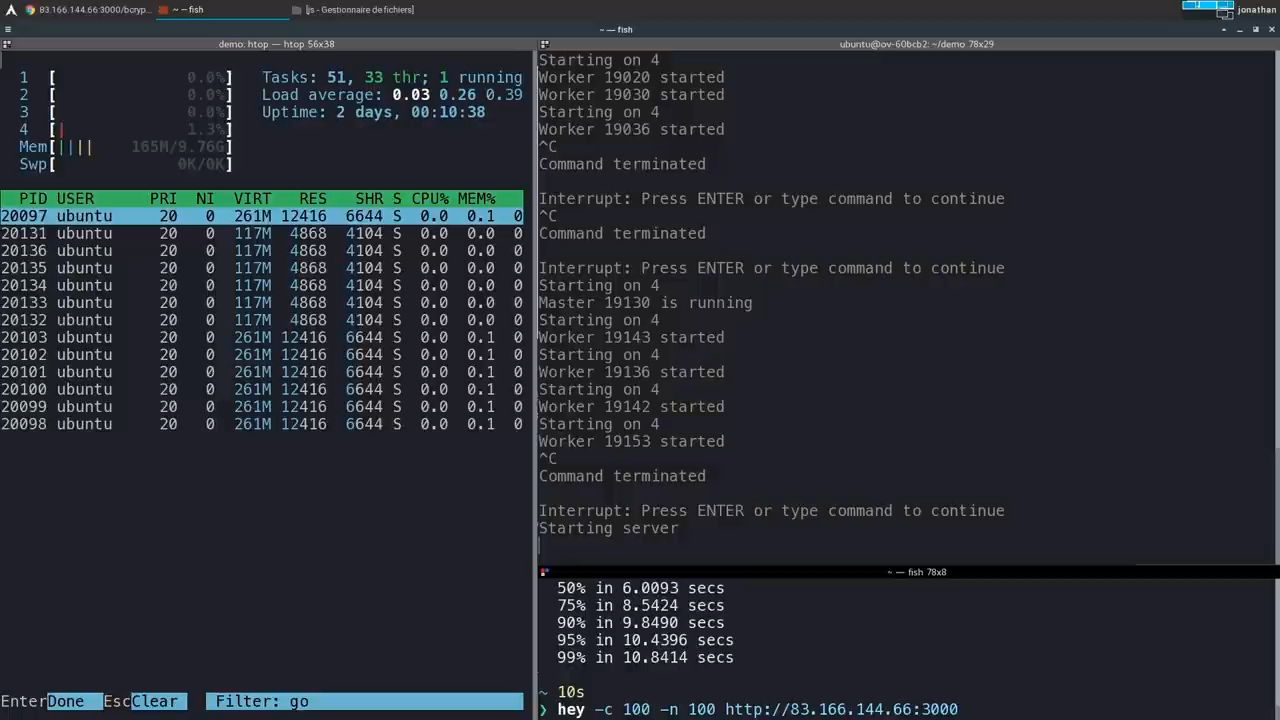 83.166.144.66:3000/bcryp
~ — fish
[js - Gestionnaire de fichiers]
jonathan
~ — fish
demo: htop — htop 56x38
1 [ 0.0%]
2 [ 0.0%]
3 [ 0.0%]
4 [| 1.3%]
Mem[|||| 165M/9.76G]
Swp[ 0K/0K]
Tasks: 51, 33 thr; 1 running
Load average: 0.03 0.26 0.39
Uptime: 2 days, 00:10:38
PID USER PRI NI VIRT RES SHR S CPU% MEM%
20097 ubuntu 20 0 261M 12416 6644 S 0.0 0.1 0
20131 ubuntu 20 0 117M 4868 4104 S 0.0 0.0 0
20136 ubuntu 20 0 117M 4868 4104 S 0.0 0.0 0
20135 ubuntu 20 0 117M 4868 4104 S 0.0 0.0 0
20134 ubuntu 20 0 117M 4868 4104 S 0.0 0.0 0
20133 ubuntu 20 0 117M 4868 4104 S 0.0 0.0 0
20132 ubuntu 20 0 117M 4868 4104 S 0.0 0.0 0
20103 ubuntu 20 0 261M 12416 6644 S 0.0 0.1 0
20102 ubuntu 20 0 261M 12416 6644 S 0.0 0.1 0
20101 ubuntu 20 0 261M 12416 6644 S 0.0 0.1 0
20100 ubuntu 20 0 261M 12416 6644 S 0.0 0.1 0
20099 ubuntu 20 0 261M 12416 6644 S 0.0 0.1 0
20098 ubuntu 20 0 261M 12416 6644 S 0.0 0.1 0
EnterDone EscClear Filter: go
ubuntu@ov-60bcb2: ~/demo 78x29
Starting on 4
Worker 19020 started
Worker 19030 started
Starting on 4
Worker 19036 started
^C
Command terminated
Interrupt: Press ENTER or type command to continue
^C
Command terminated
Interrupt: Press ENTER or type command to continue
Starting on 4
Master 19130 is running
Starting on 4
Worker 19143 started
Starting on 4
Worker 19136 started
Starting on 4
Worker 19142 started
Starting on 4
Worker 19153 started
^C
Command terminated
Interrupt: Press ENTER or type command to continue
Starting server
~ — fish 78x8
50% in 6.0093 secs
75% in 8.5424 secs
90% in 9.8490 secs
95% in 10.4396 secs
99% in 10.8414 secs
~ 10s
❯ hey -c 100 -n 100 http://83.166.144.66:3000